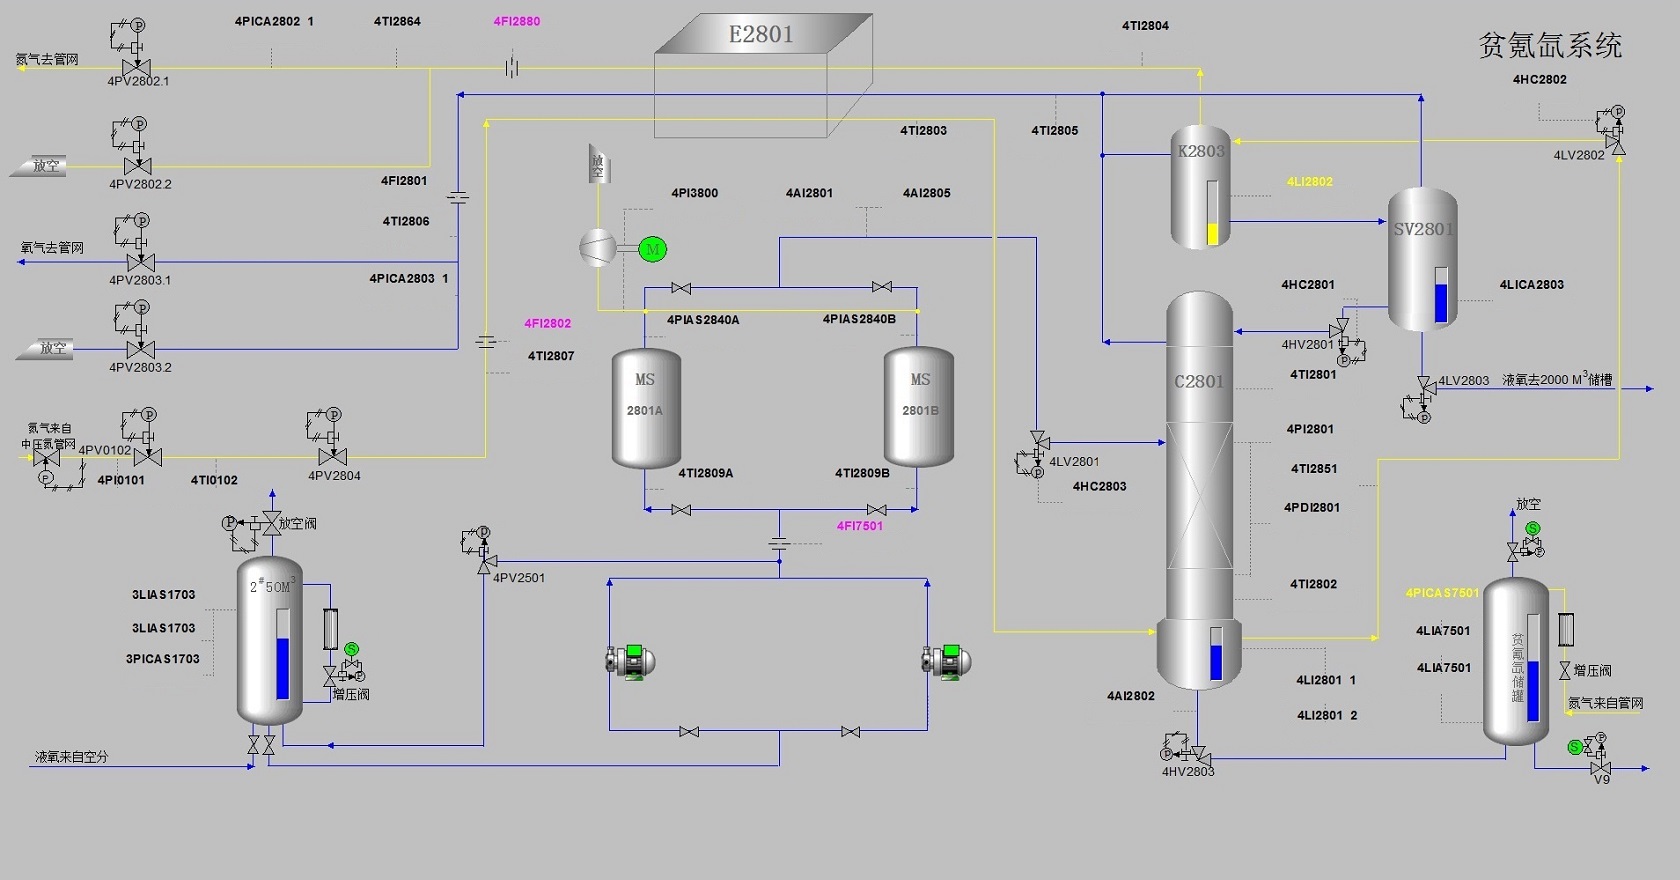 4PICA2802 1
4TI2864
4FI2880
E2801
4TI2804
贫氪氙系统
P
氮气去管网
4PV2802.1
4HC2802
P
4TI2803
4TI2805
K2803
4LV2802
P
放空
4PV2802.2
放空
4FI2801
4LI2802
4PI3800
4AI2801
4AI2805
P
4TI2806
SV2801
氧气去管网
M
4PV2803.1
4PICA2803 1
4HC2801
4LICA2803
P
4FI2802
4PIAS2840A
4PIAS2840B
放空
4TI2807
4HV2801
P
4PV2803.2
MS
2801A
MS
2801B
C2801
4TI2801
4LV2803
液氧去2000 M3储槽
P
P
P
氮气来自
中压氮管网
4PV0102
4PI2801
4LV2801
P
4TI2809A
4TI2809B
4TI2851
P
4PI0101
4TI0102
4PV2804
4HC2803
4PDI2801
放空
P
放空阀
4FI7501
S
P
P
4PV2501
2#50M3
4TI2802
3LIAS1703
4PICAS7501
3LIAS1703
4LIA7501
3PICAS1703
S
P
增压阀
4LIA7501
贫氪氙储罐
增压阀
4AI2802
4LI2801 1
氮气来自管网
4LI2801 2
液氧来自空分
P
4HV2803
S
P
V9